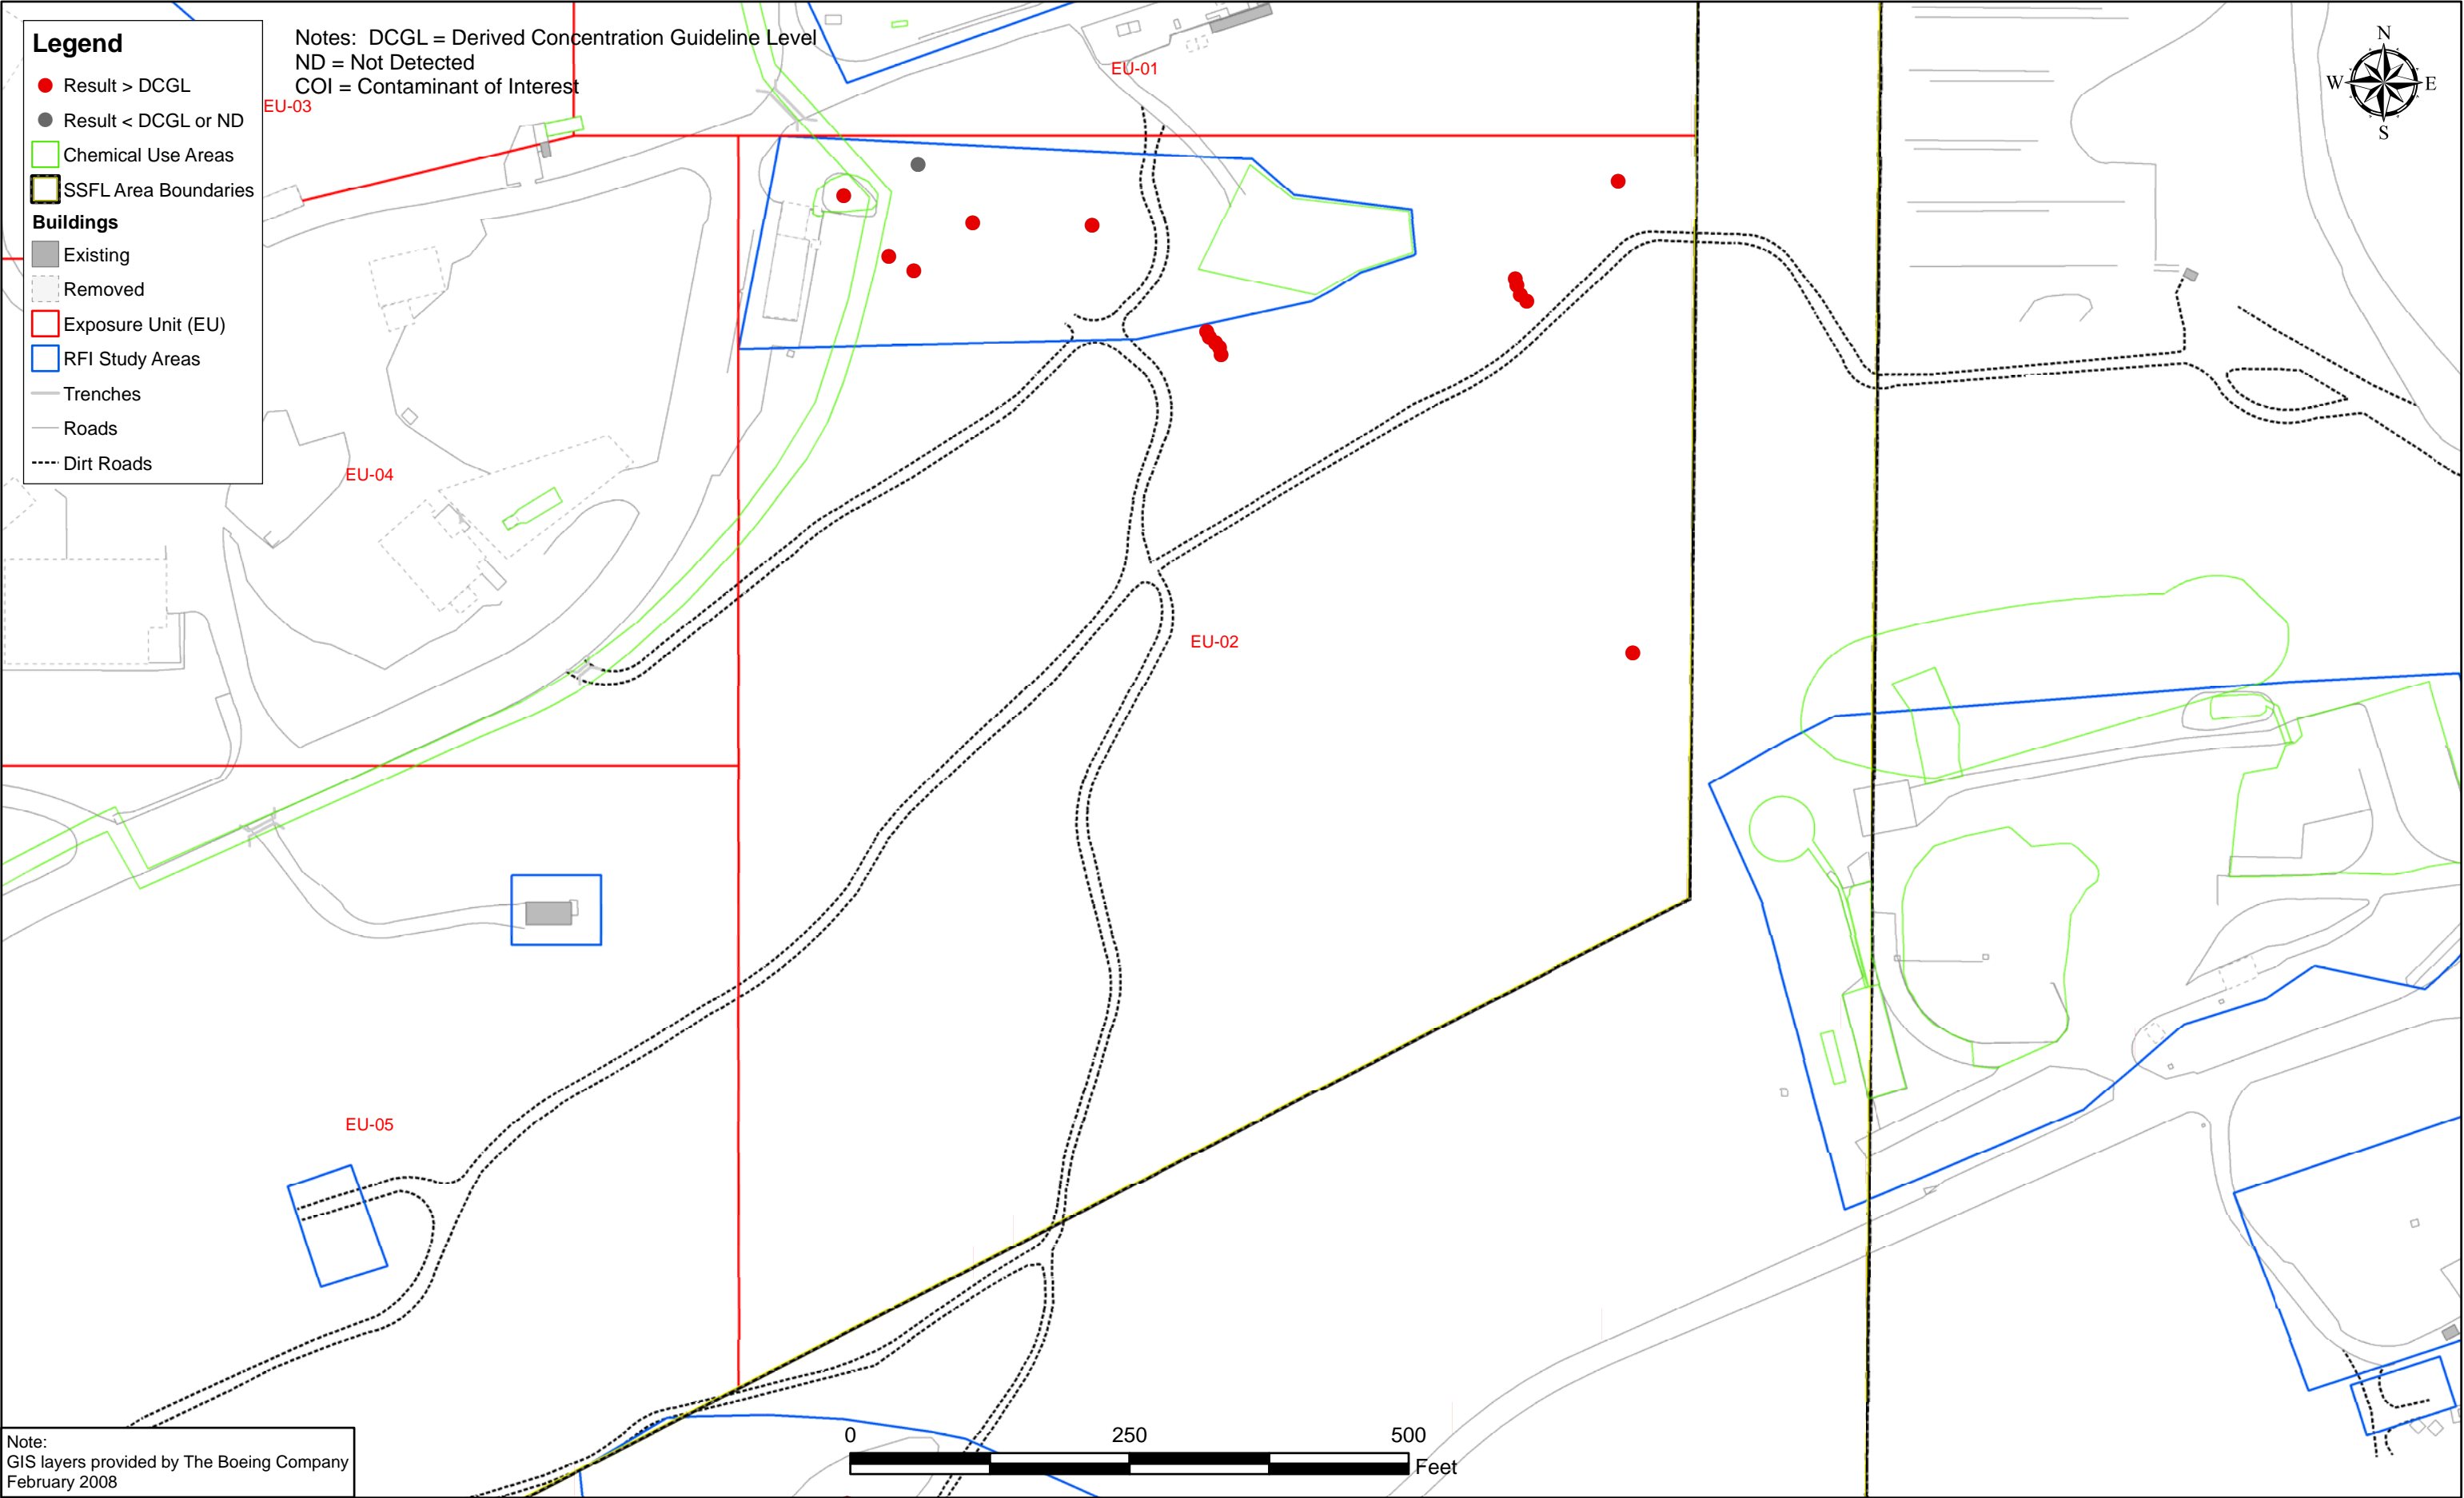 Legend
Result > DCGL
Result < DCGL or ND
Chemical Use Areas
SSFL Area Boundaries
Buildings
Existing
Removed
Exposure Unit (EU)
RFI Study Areas
Trenches
Roads
Dirt Roads
Notes: DCGL = Derived Concentration Guideline Level
ND = Not Detected
COI = Contaminant of Interest
N
W
E
S
EU-01
EU-03
EU-04
EU-02
EU-05
0
250
500
Feet
Note:
GIS layers provided by The Boeing Company
February 2008